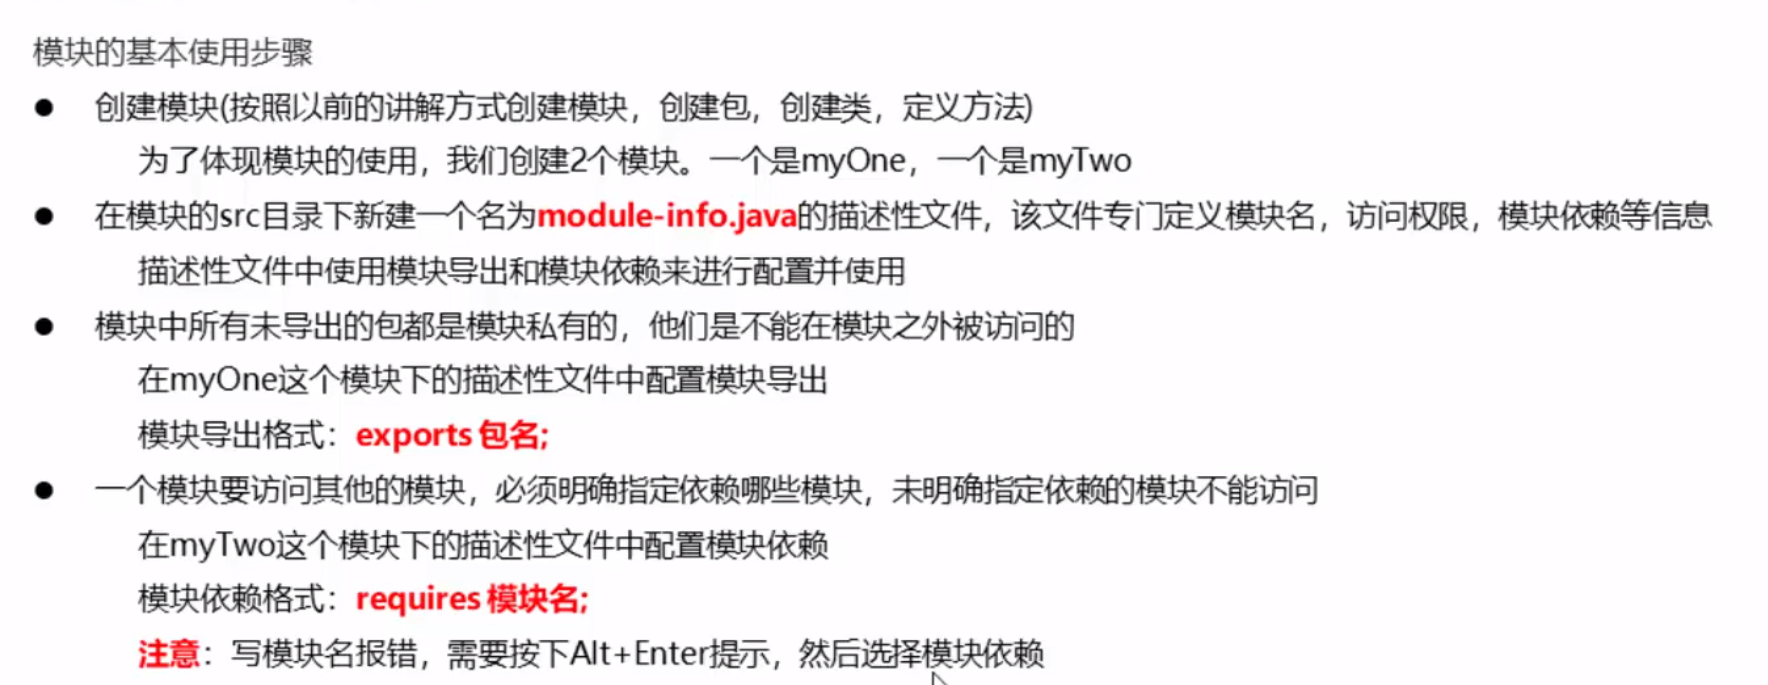 模块的基本使用步骤
● 创建模块(按照以前的讲解方式创建模块，创建包，创建类，定义方法)
为了体现模块的使用，我们创建2个模块。一个是myOne，一个是myTwo
● 在模块的src目录下新建一个名为module-info.java的描述性文件，该文件专门定义模块名，访问权限，模块依赖等信息
描述性文件中使用模块导出和模块依赖来进行配置并使用
● 模块中所有未导出的包都是模块私有的，他们是不能在模块之外被访问的
在myOne这个模块下的描述性文件中配置模块导出
模块导出格式：exports 包名;
● 一个模块要访问其他的模块，必须明确指定依赖哪些模块，未明确指定依赖的模块不能访问
在myTwo这个模块下的描述性文件中配置模块依赖
模块依赖格式：requires 模块名;
注意：写模块名报错，需要按下Alt+Enter提示，然后选择模块依赖